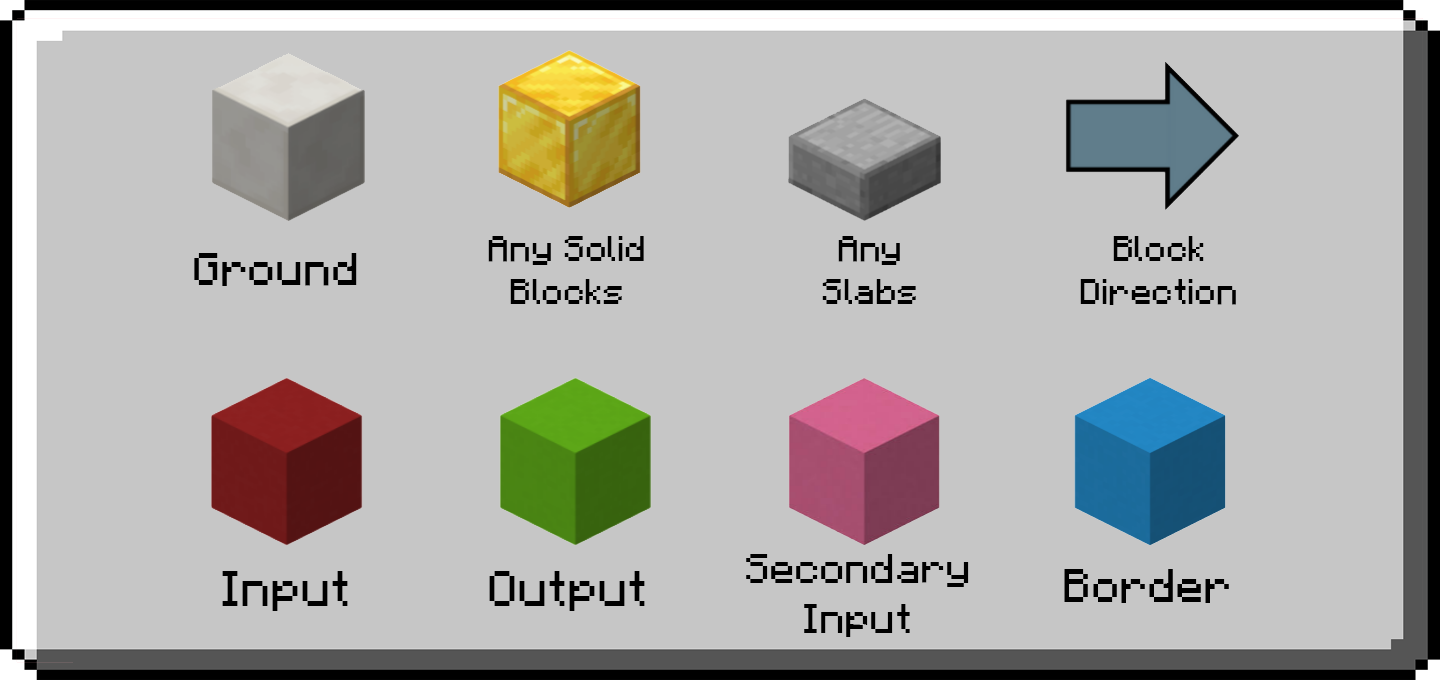 Ground
Any Solid
Blocks
Any
Slabs
Block
Direction
Input
Output
Secondary
Input
Border